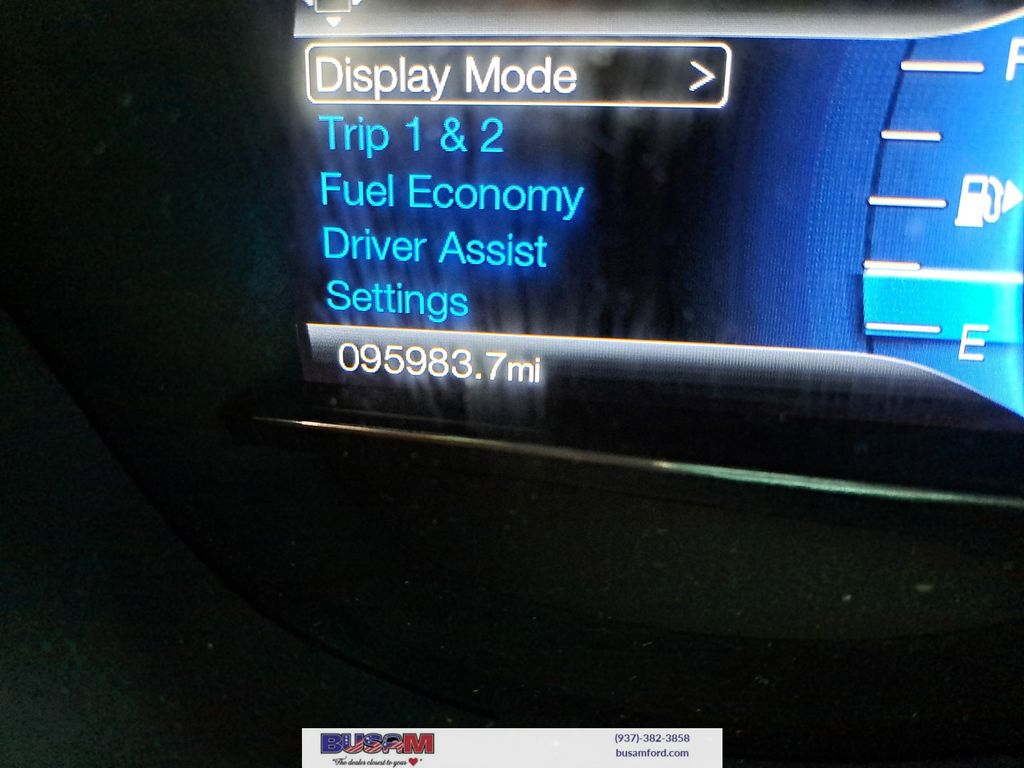 Display Mode >
Trip 1 & 2
Fuel Economy
Driver Assist
Settings
095983.7mi
F
E
BUSAM
"The dealer closest to your ❤"
(937)-382-3858
busamford.com